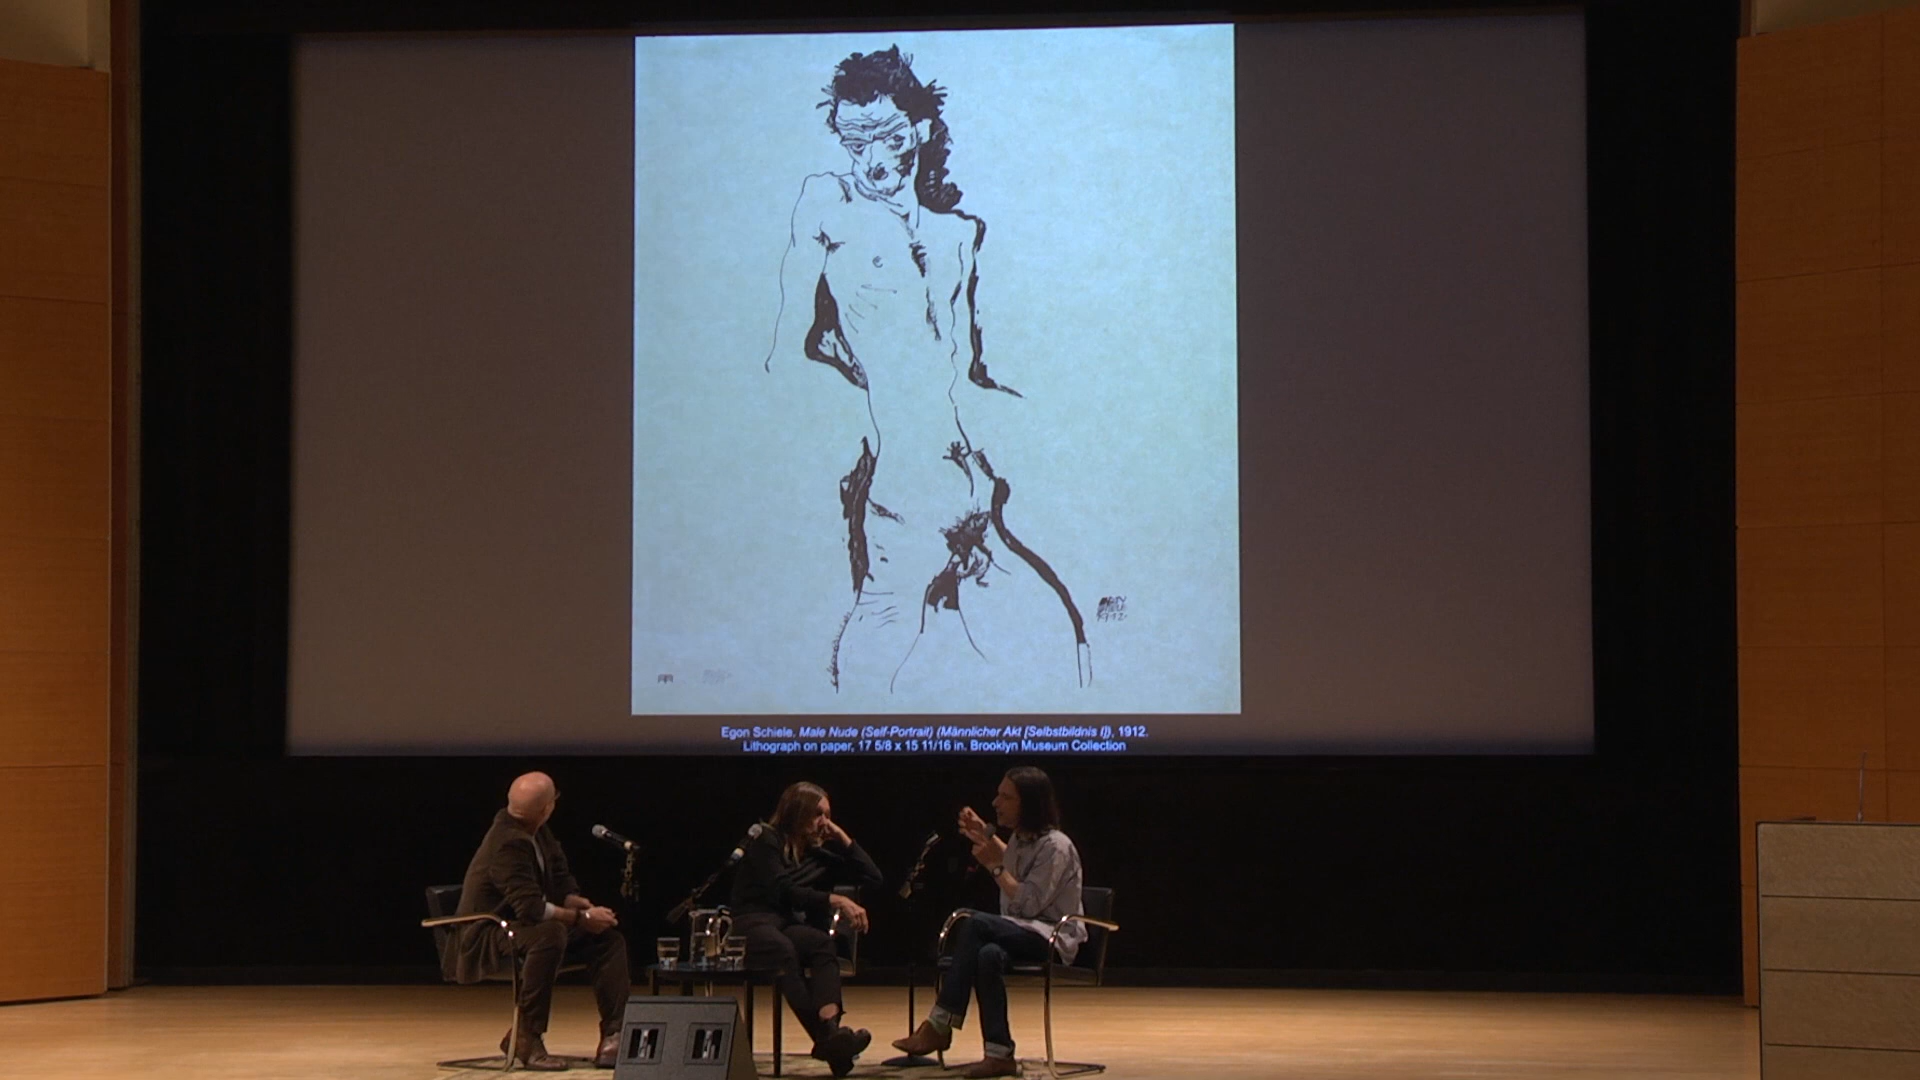 Egon Schiele. Male Nude (Self-Portrait) (Männlicher Akt [Selbstbildnis I]), 1912.
Lithograph on paper, 17 5/8 x 15 11/16 in. Brooklyn Museum Collection